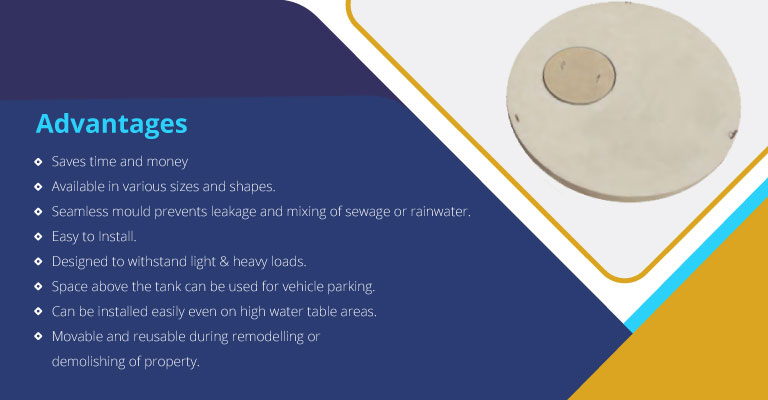 Advantages
Saves time and money
Available in various sizes and shapes.
Seamless mould prevents leakage and mixing of sewage or rainwater.
Easy to Install.
Designed to withstand light & heavy loads.
Space above the tank can be used for vehicle parking.
Can be installed easily even on high water table areas.
Movable and reusable during remodelling or
demolishing of property.